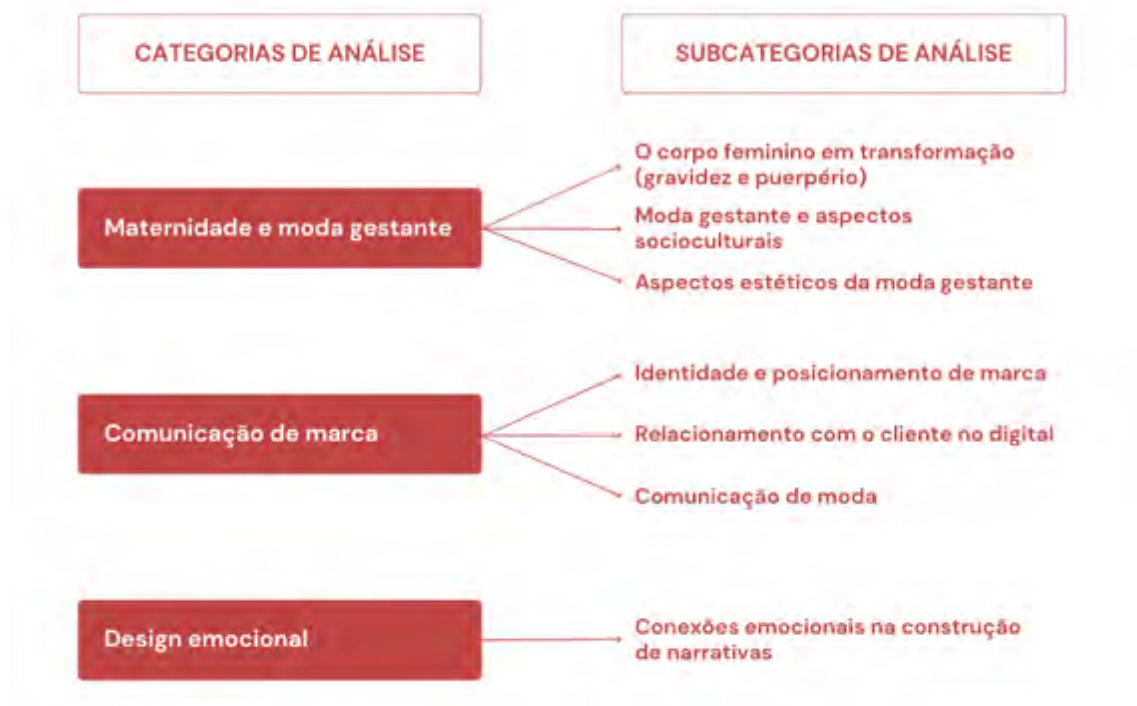 CATEGORIAS DE ANÁLISE
SUBCATEGORIAS DE ANÁLISE
Maternidade e moda gestante
O corpo feminino em transformação
(gravidez e puerpério)
Moda gestante e aspectos
socioculturais
Aspectos estéticos da moda gestante
Comunicação de marca
Identidade e posicionamento de marca
Relacionamento com o cliente no digital
Comunicação de moda
Design emocional
Conexões emocionais na construção
de narrativas